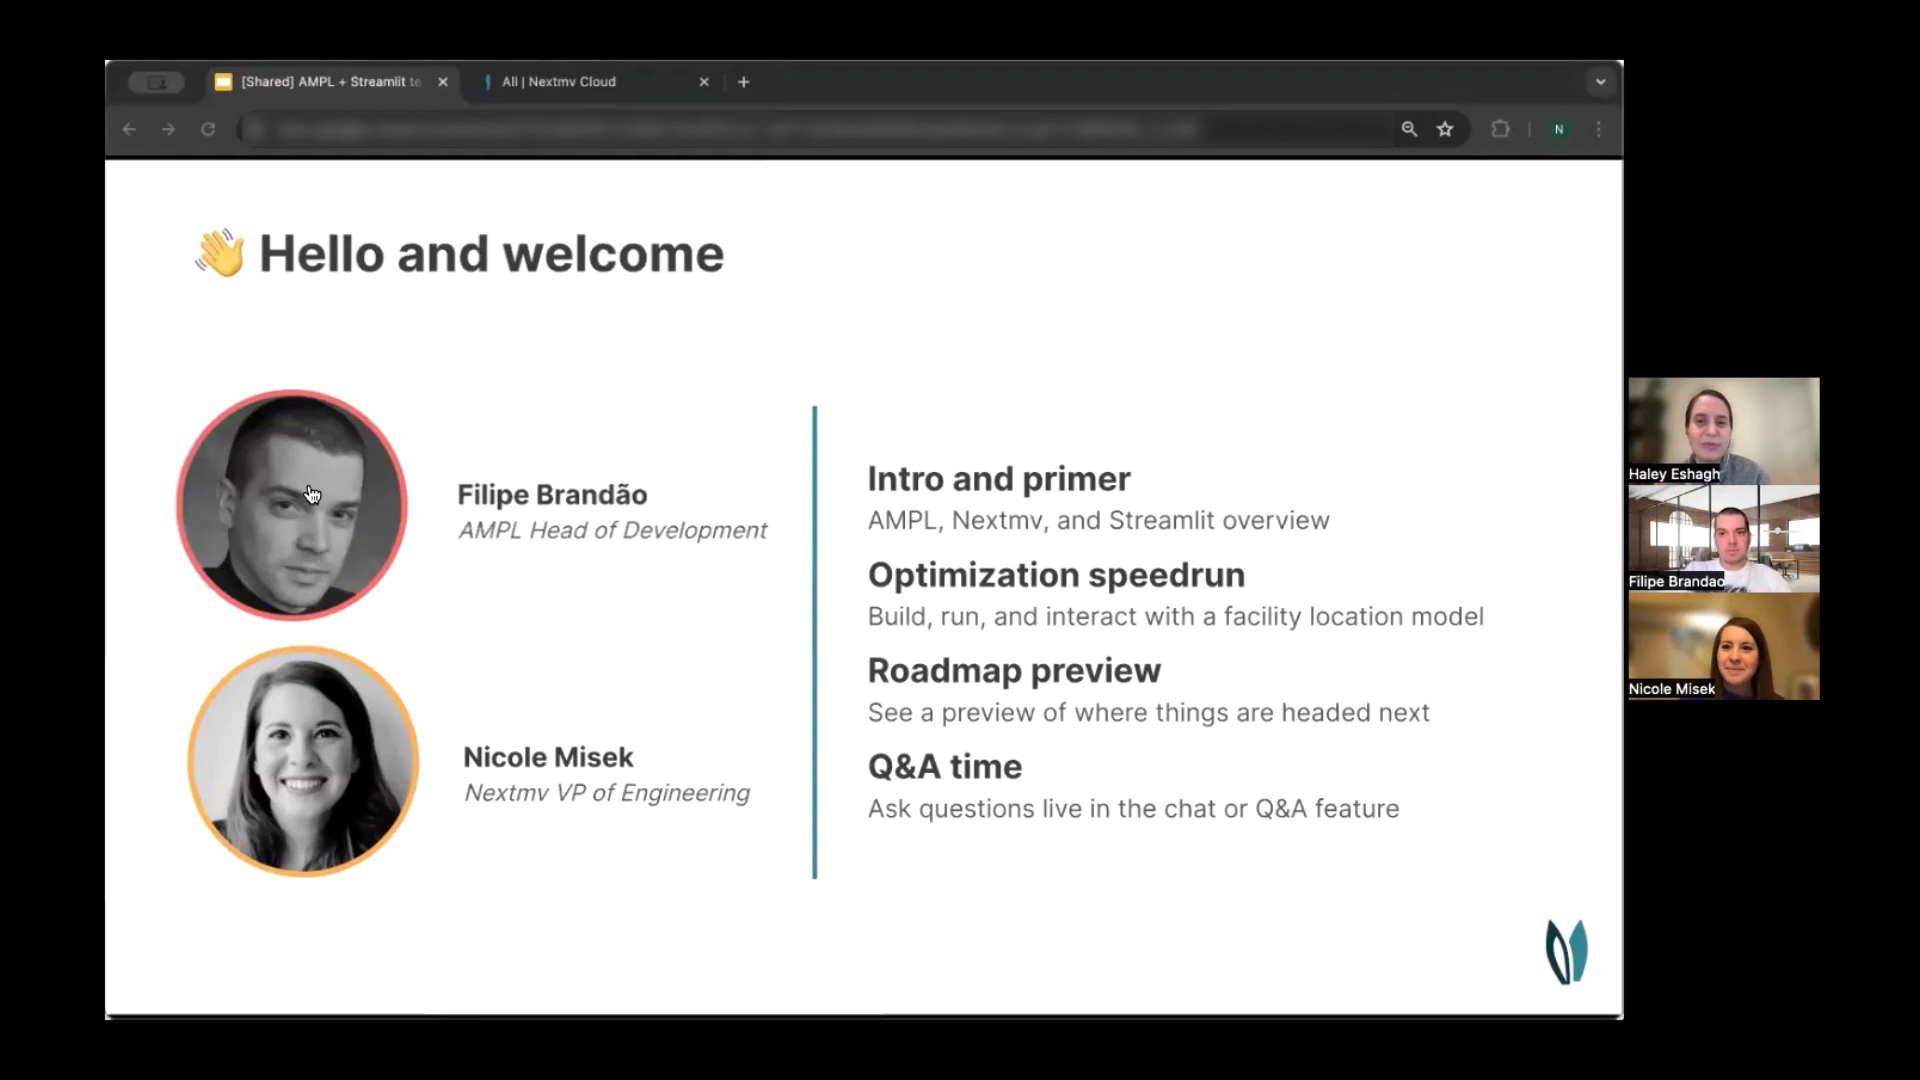 [Shared] AMPL + Streamlit te
All | Nextmv Cloud
N
Hello and welcome
Filipe Brandão
AMPL Head of Development
Nicole Misek
Nextmv VP of Engineering
Intro and primer
AMPL, Nextmv, and Streamlit overview
Optimization speedrun
Build, run, and interact with a facility location model
Roadmap preview
See a preview of where things are headed next
Q&A time
Ask questions live in the chat or Q&A feature
Haley Eshagh
Filipe Brandao
Nicole Misek